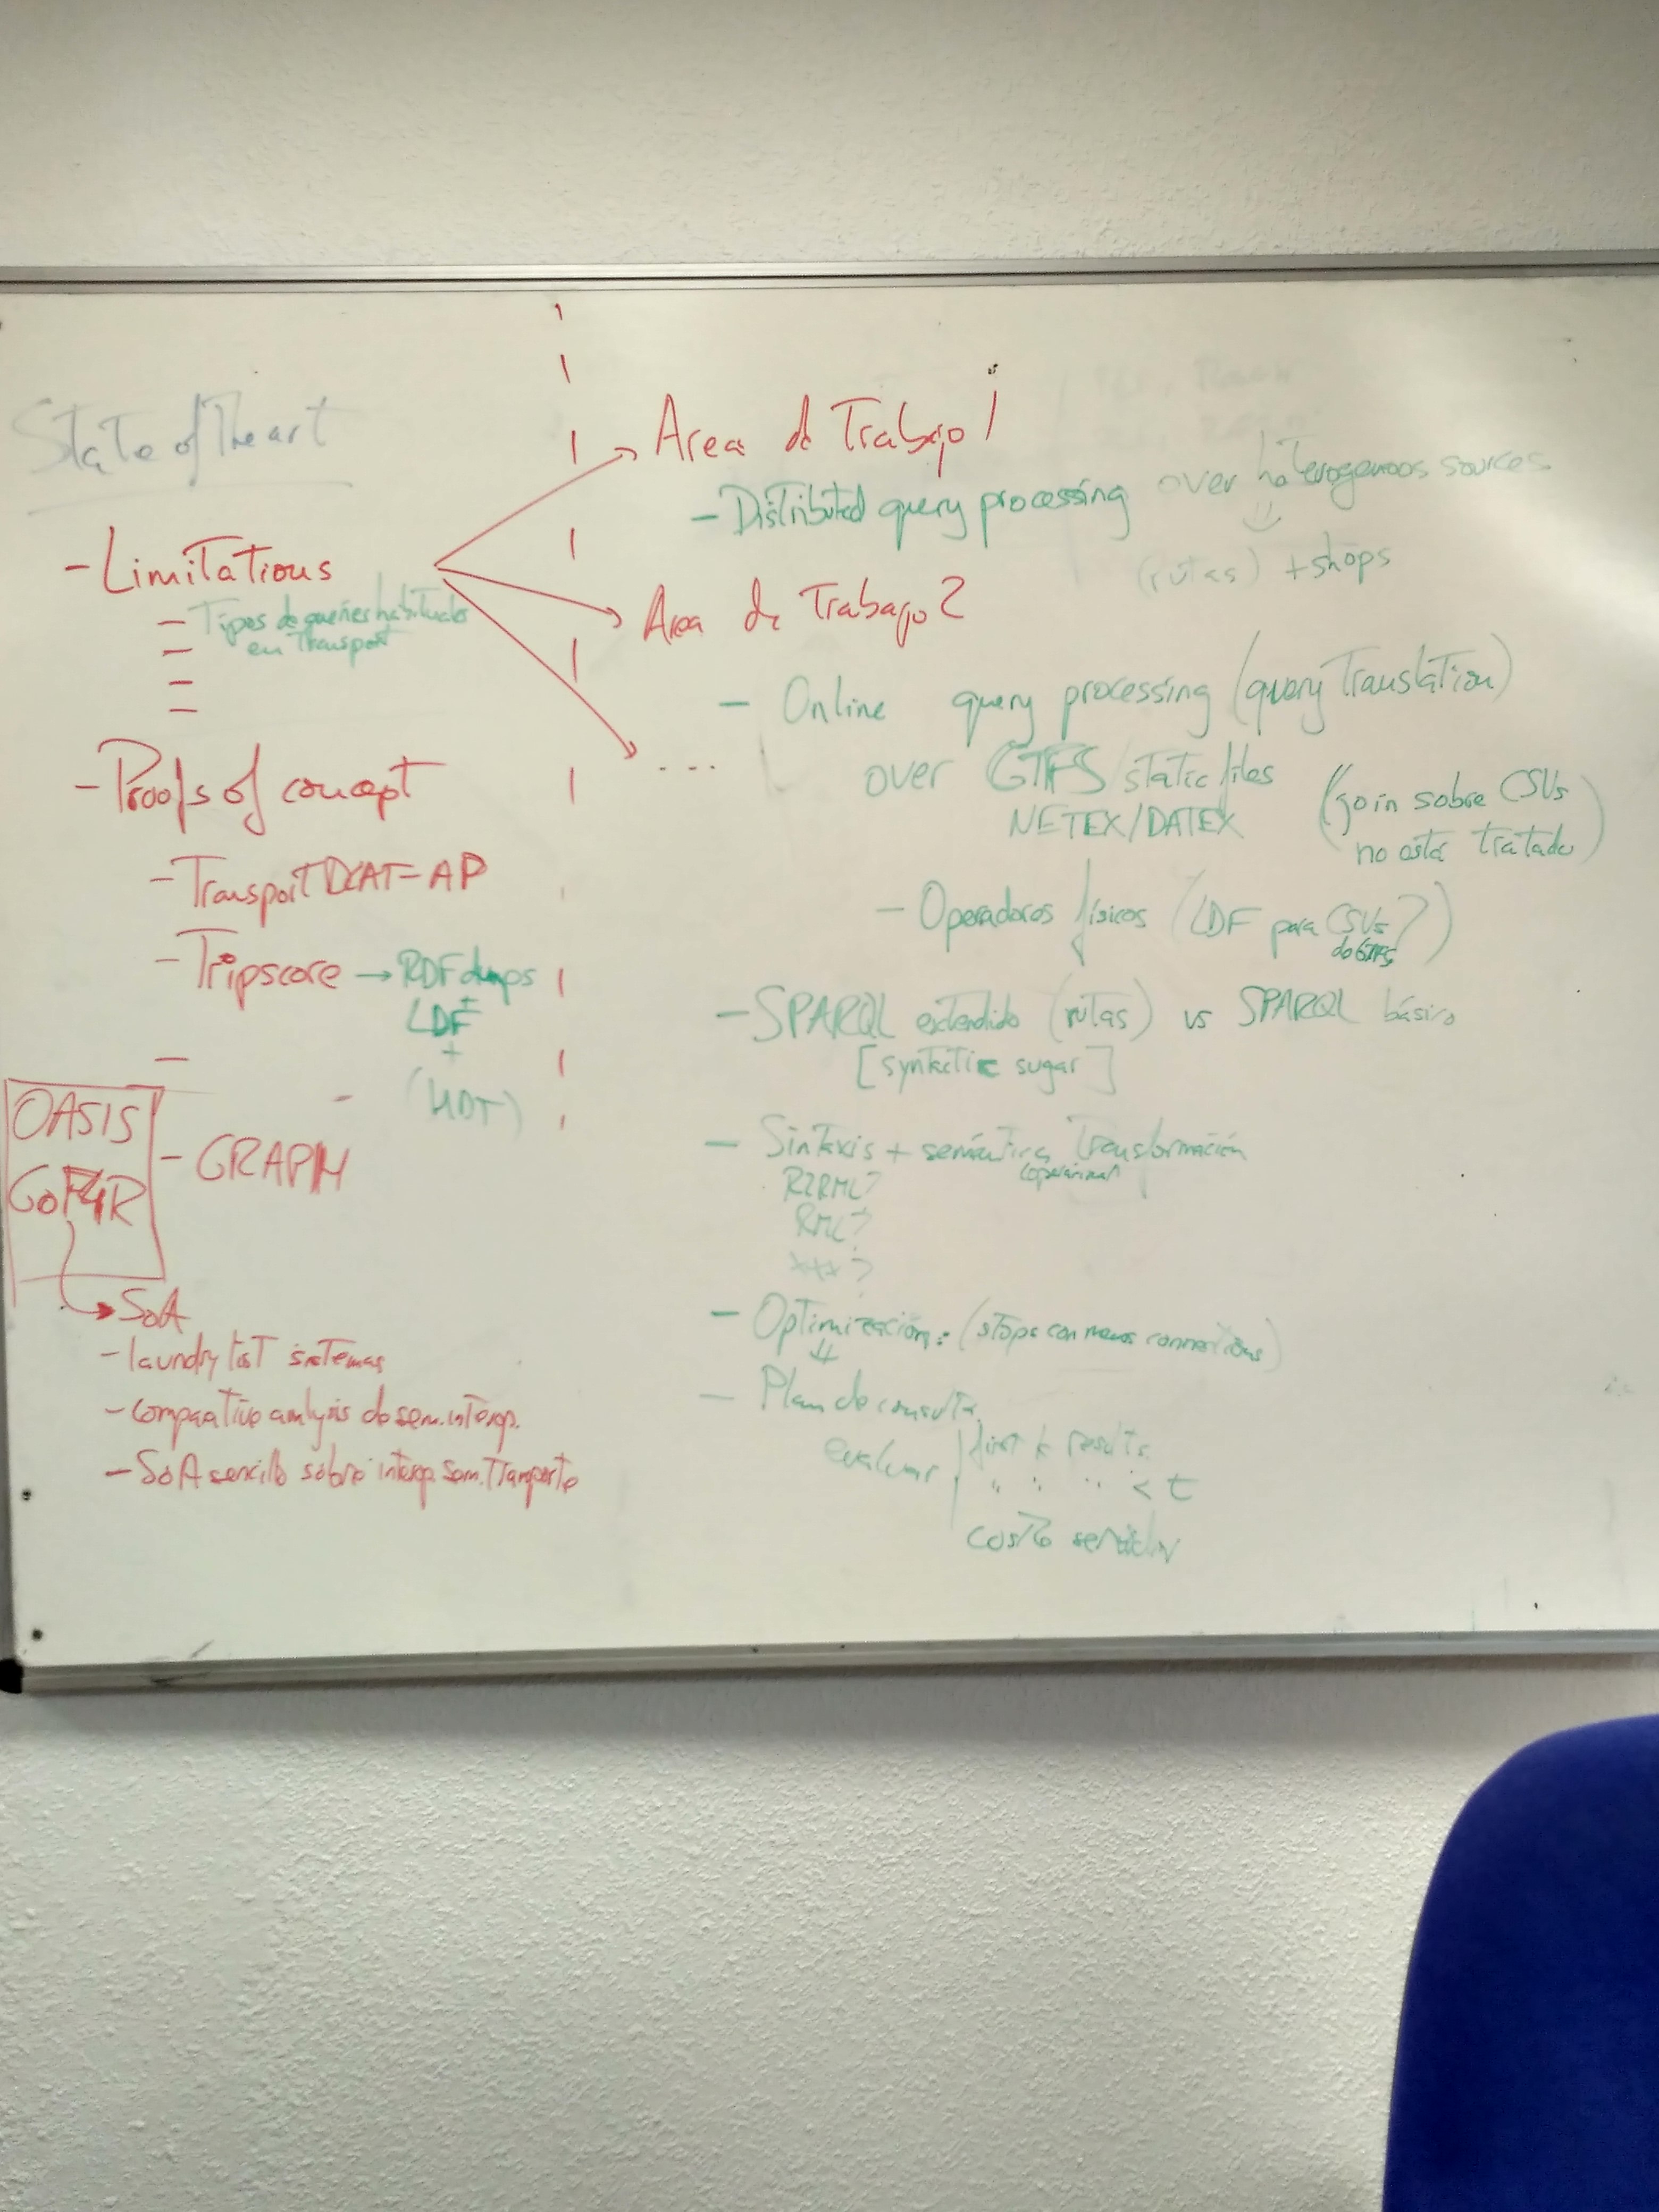 State of the art
- Limitations
- Tipos de queries habituales
en Transport
- Proofs of concept
- Transport DCAT-AP
- Tripscore → RDF dumps
LDF
+
(HDT)
OASIS
GoF4R
- GRAPH
→ SoA
- laundry list sistemas
- comparative analysis de sem. interop.
- SoA sencillo sobre interop. sem. Transporte
Area de Trabajo 1
- Distributed query processing over heterogeneous sources
(rutas) + shops
Area de Trabajo 2
...
- Online query processing (query Translation)
over GTFS static files
NETEX/DATEX
(join sobre CSVs
no está tratado)
- Operadores físicos (LDF para CSVs?)
de GTFS
- SPARQL extendido (rutas) vs SPARQL básico
[syntactic sugar]
- Sintaxis + semántica Transformación
(operacional)
R2RML?
RML?
xxx?
- Optimización: (stops con menos connections)
- Plan de consulta
evaluar
first k results
" " " < t
costo servidor